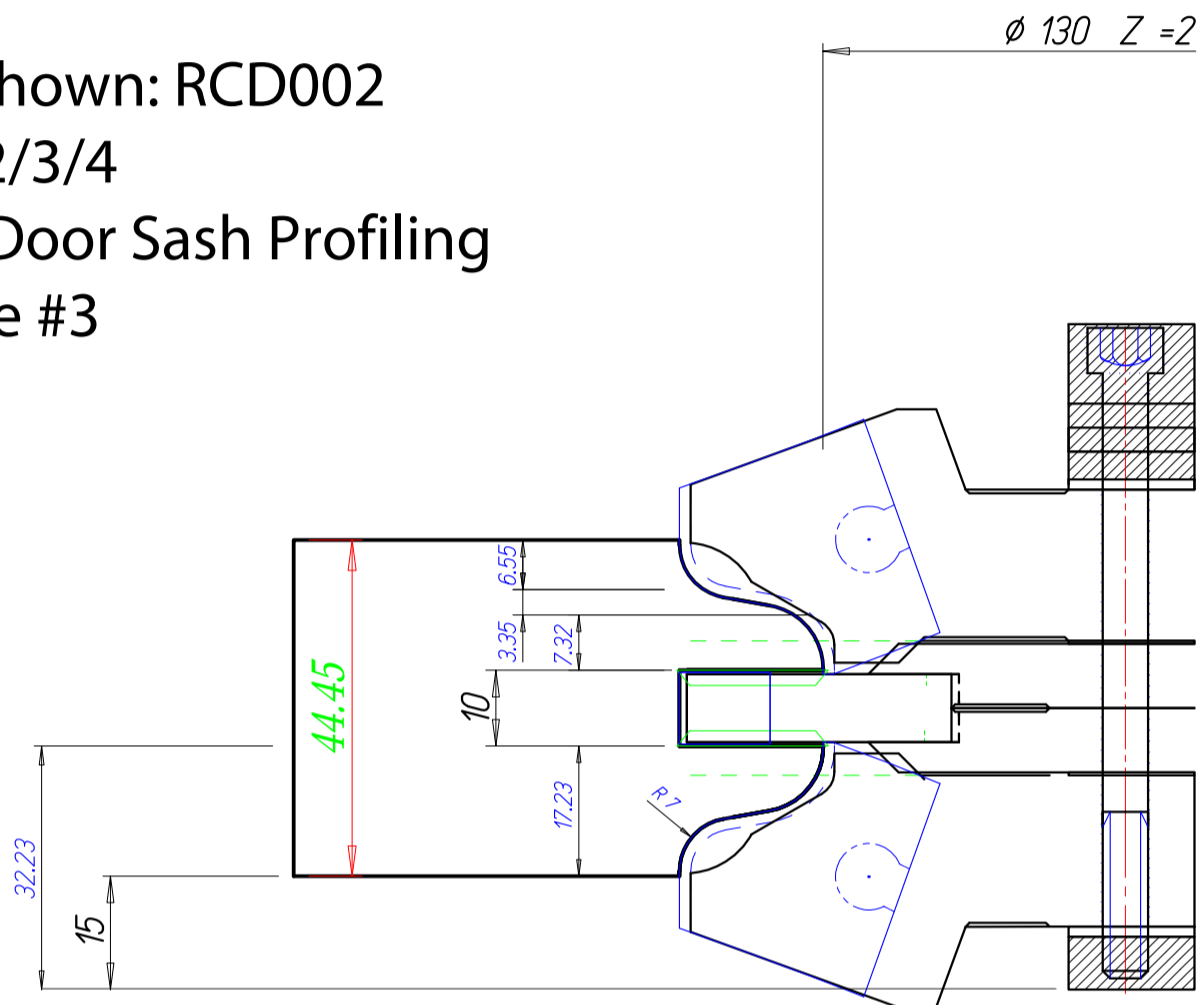 hown: RCD002
2/3/4
Door Sash Profiling
e #3
Ø 130 Z =2
6.55
3.35
7.32
44.45
10
17.23
R 7
32.23
15